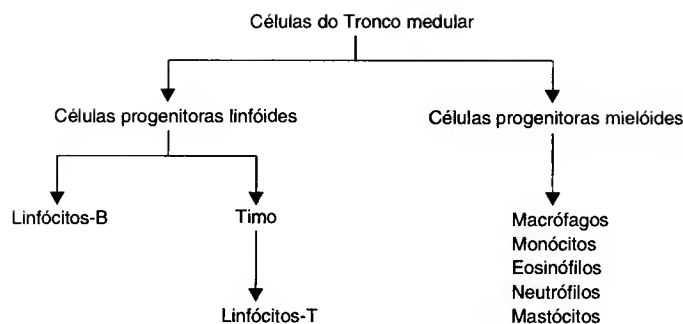 Células do Tronco medular
Células progenitoras linfóides
Células progenitoras mielóides
Linfócitos-B
Timo
Linfócitos-T
Macrófagos
Monócitos
Eosinófilos
Neutrófilos
Mastócitos